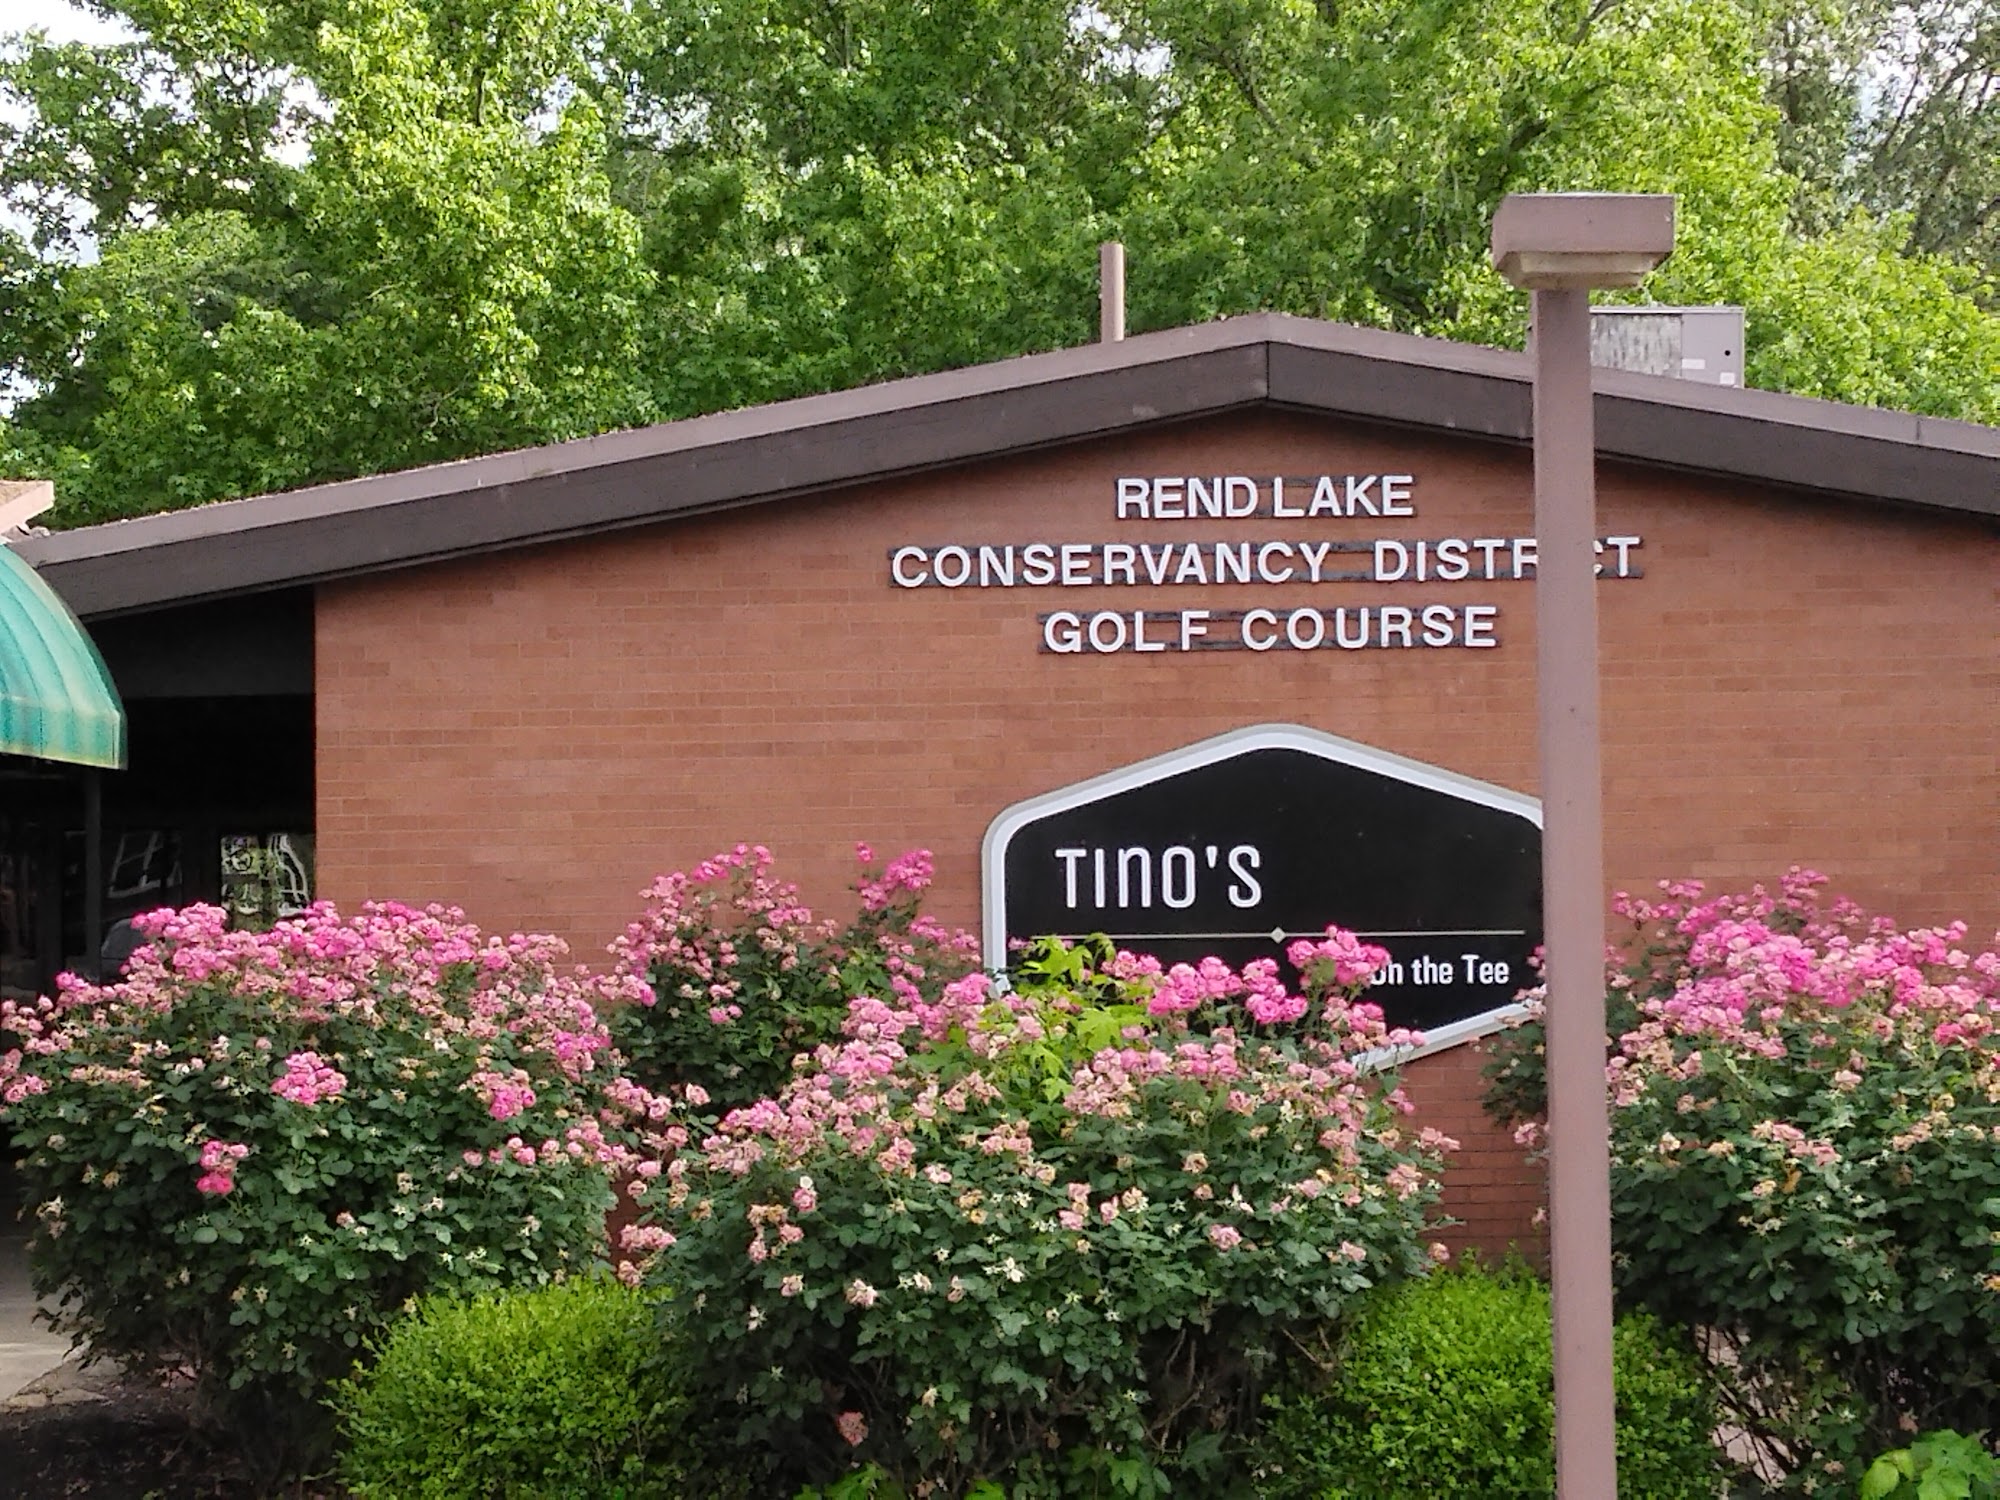 REND LAKE
CONSERVANCY DISTRICT
GOLF COURSE
TINO'S
on the Tee